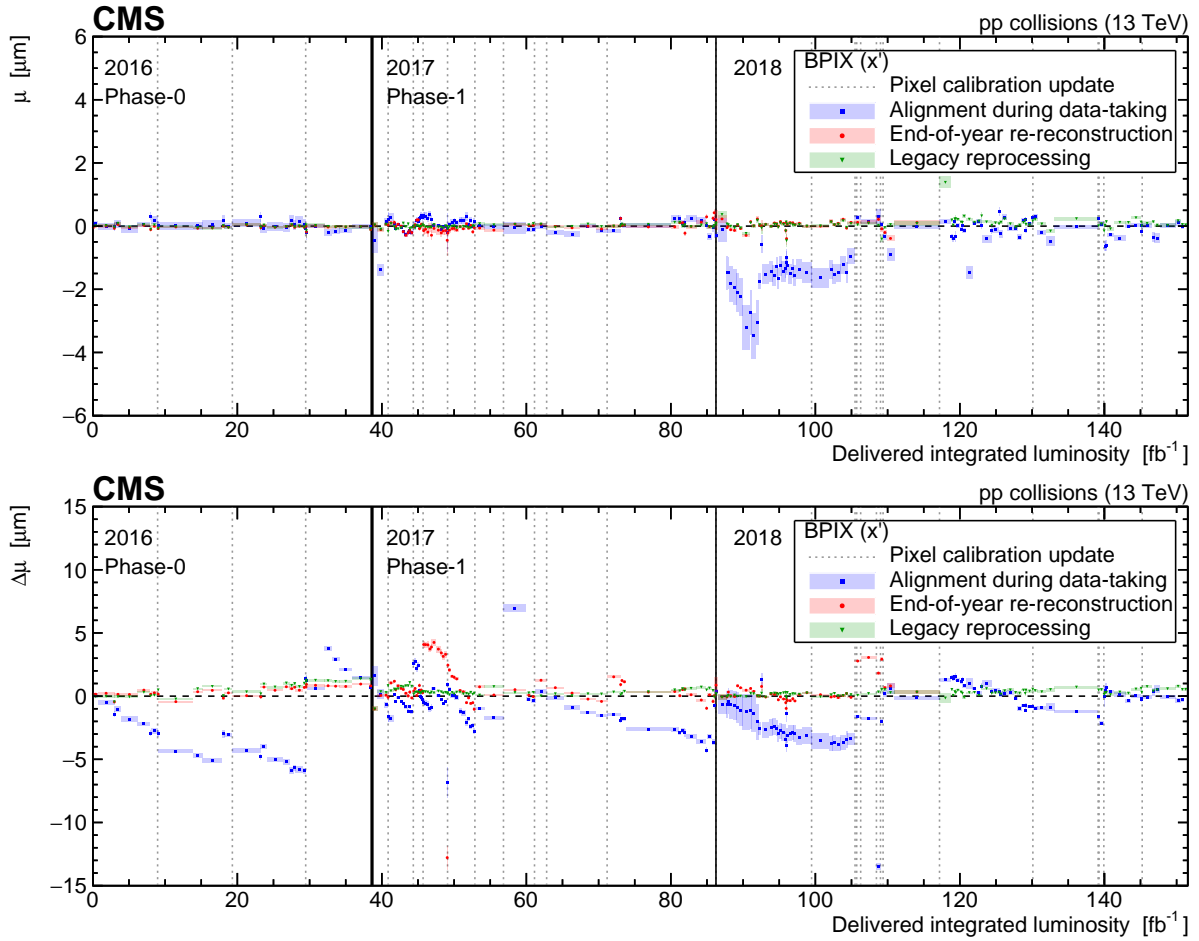 CMS
pp collisions (13 TeV)
μ [μm]
6
4
2
0
−2
−4
−6
2016
Phase-0
2017
Phase-1
2018
BPIX (x')
Pixel calibration update
Alignment during data-taking
End-of-year re-reconstruction
Legacy reprocessing
0 20 40 60 80 100 120 140
Delivered integrated luminosity [fb⁻¹]
CMS
pp collisions (13 TeV)
Δμ [μm]
15
10
5
0
−5
−10
−15
2016
Phase-0
2017
Phase-1
2018
BPIX (x')
Pixel calibration update
Alignment during data-taking
End-of-year re-reconstruction
Legacy reprocessing
0 20 40 60 80 100 120 140
Delivered integrated luminosity [fb⁻¹]